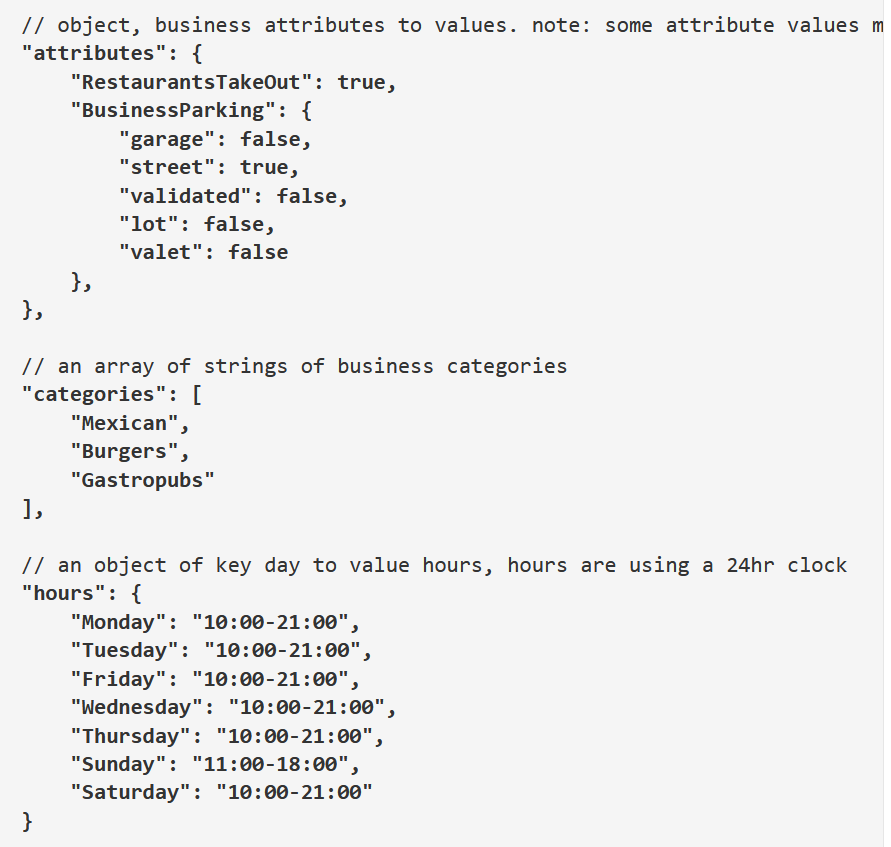 // object, business attributes to values. note: some attribute values
"attributes": {
    "RestaurantsTakeOut": true,
    "BusinessParking": {
        "garage": false,
        "street": true,
        "validated": false,
        "lot": false,
        "valet": false
    },
},

// an array of strings of business categories
"categories": [
    "Mexican",
    "Burgers",
    "Gastropubs"
],

// an object of key day to value hours, hours are using a 24hr clock
"hours": {
    "Monday": "10:00-21:00",
    "Tuesday": "10:00-21:00",
    "Friday": "10:00-21:00",
    "Wednesday": "10:00-21:00",
    "Thursday": "10:00-21:00",
    "Sunday": "11:00-18:00",
    "Saturday": "10:00-21:00"
}